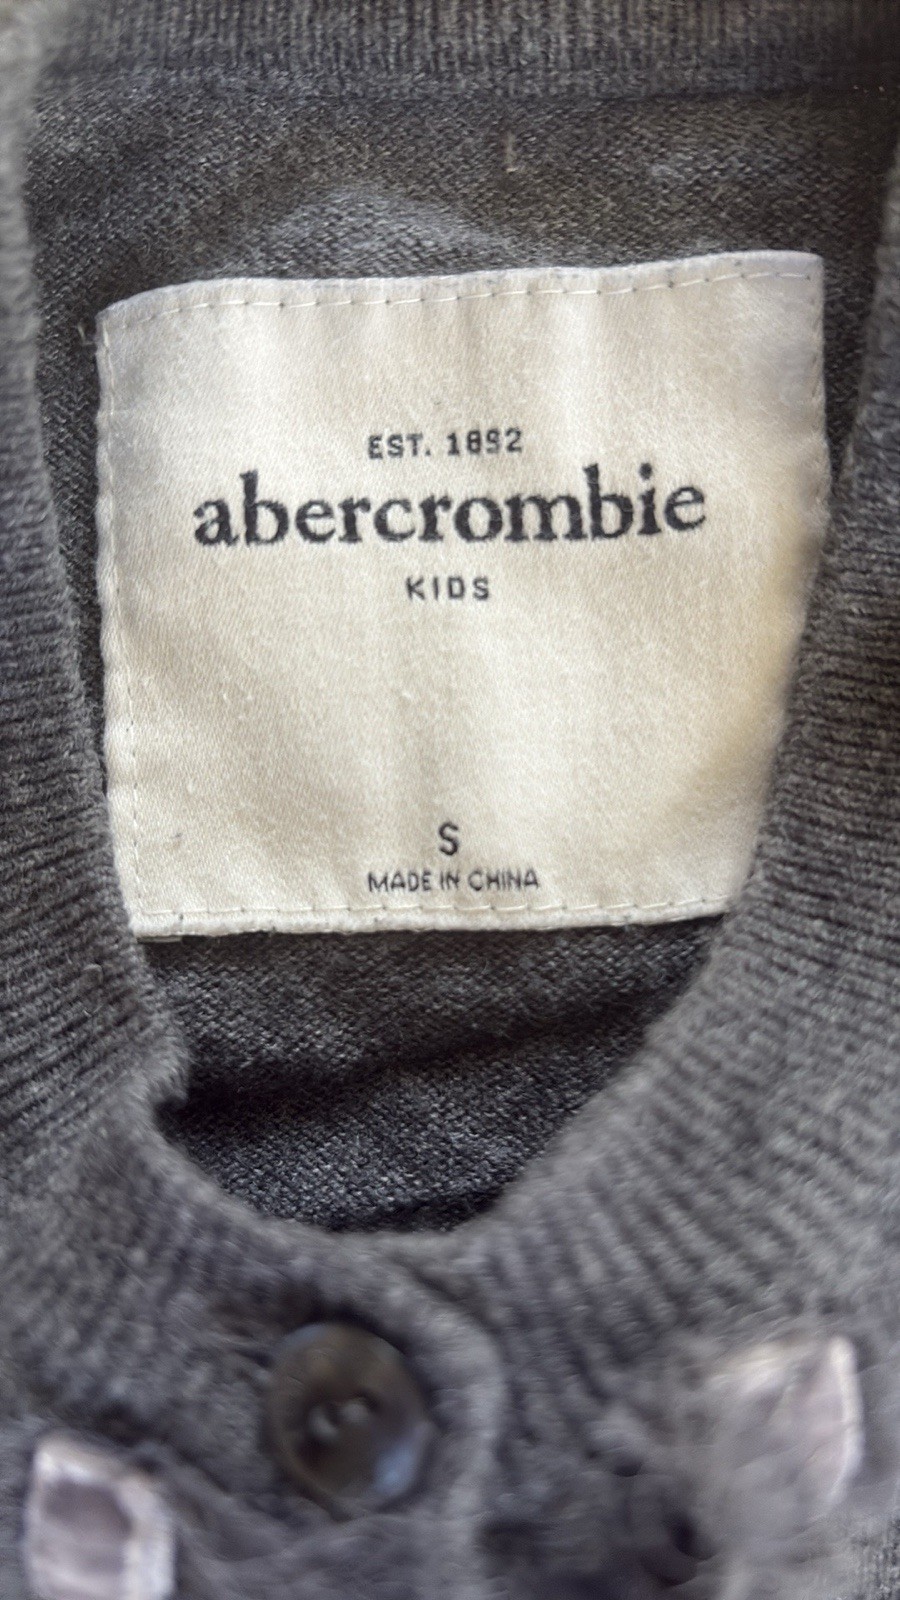 EST. 1892
abercrombie
KIDS
S
MADE IN CHINA